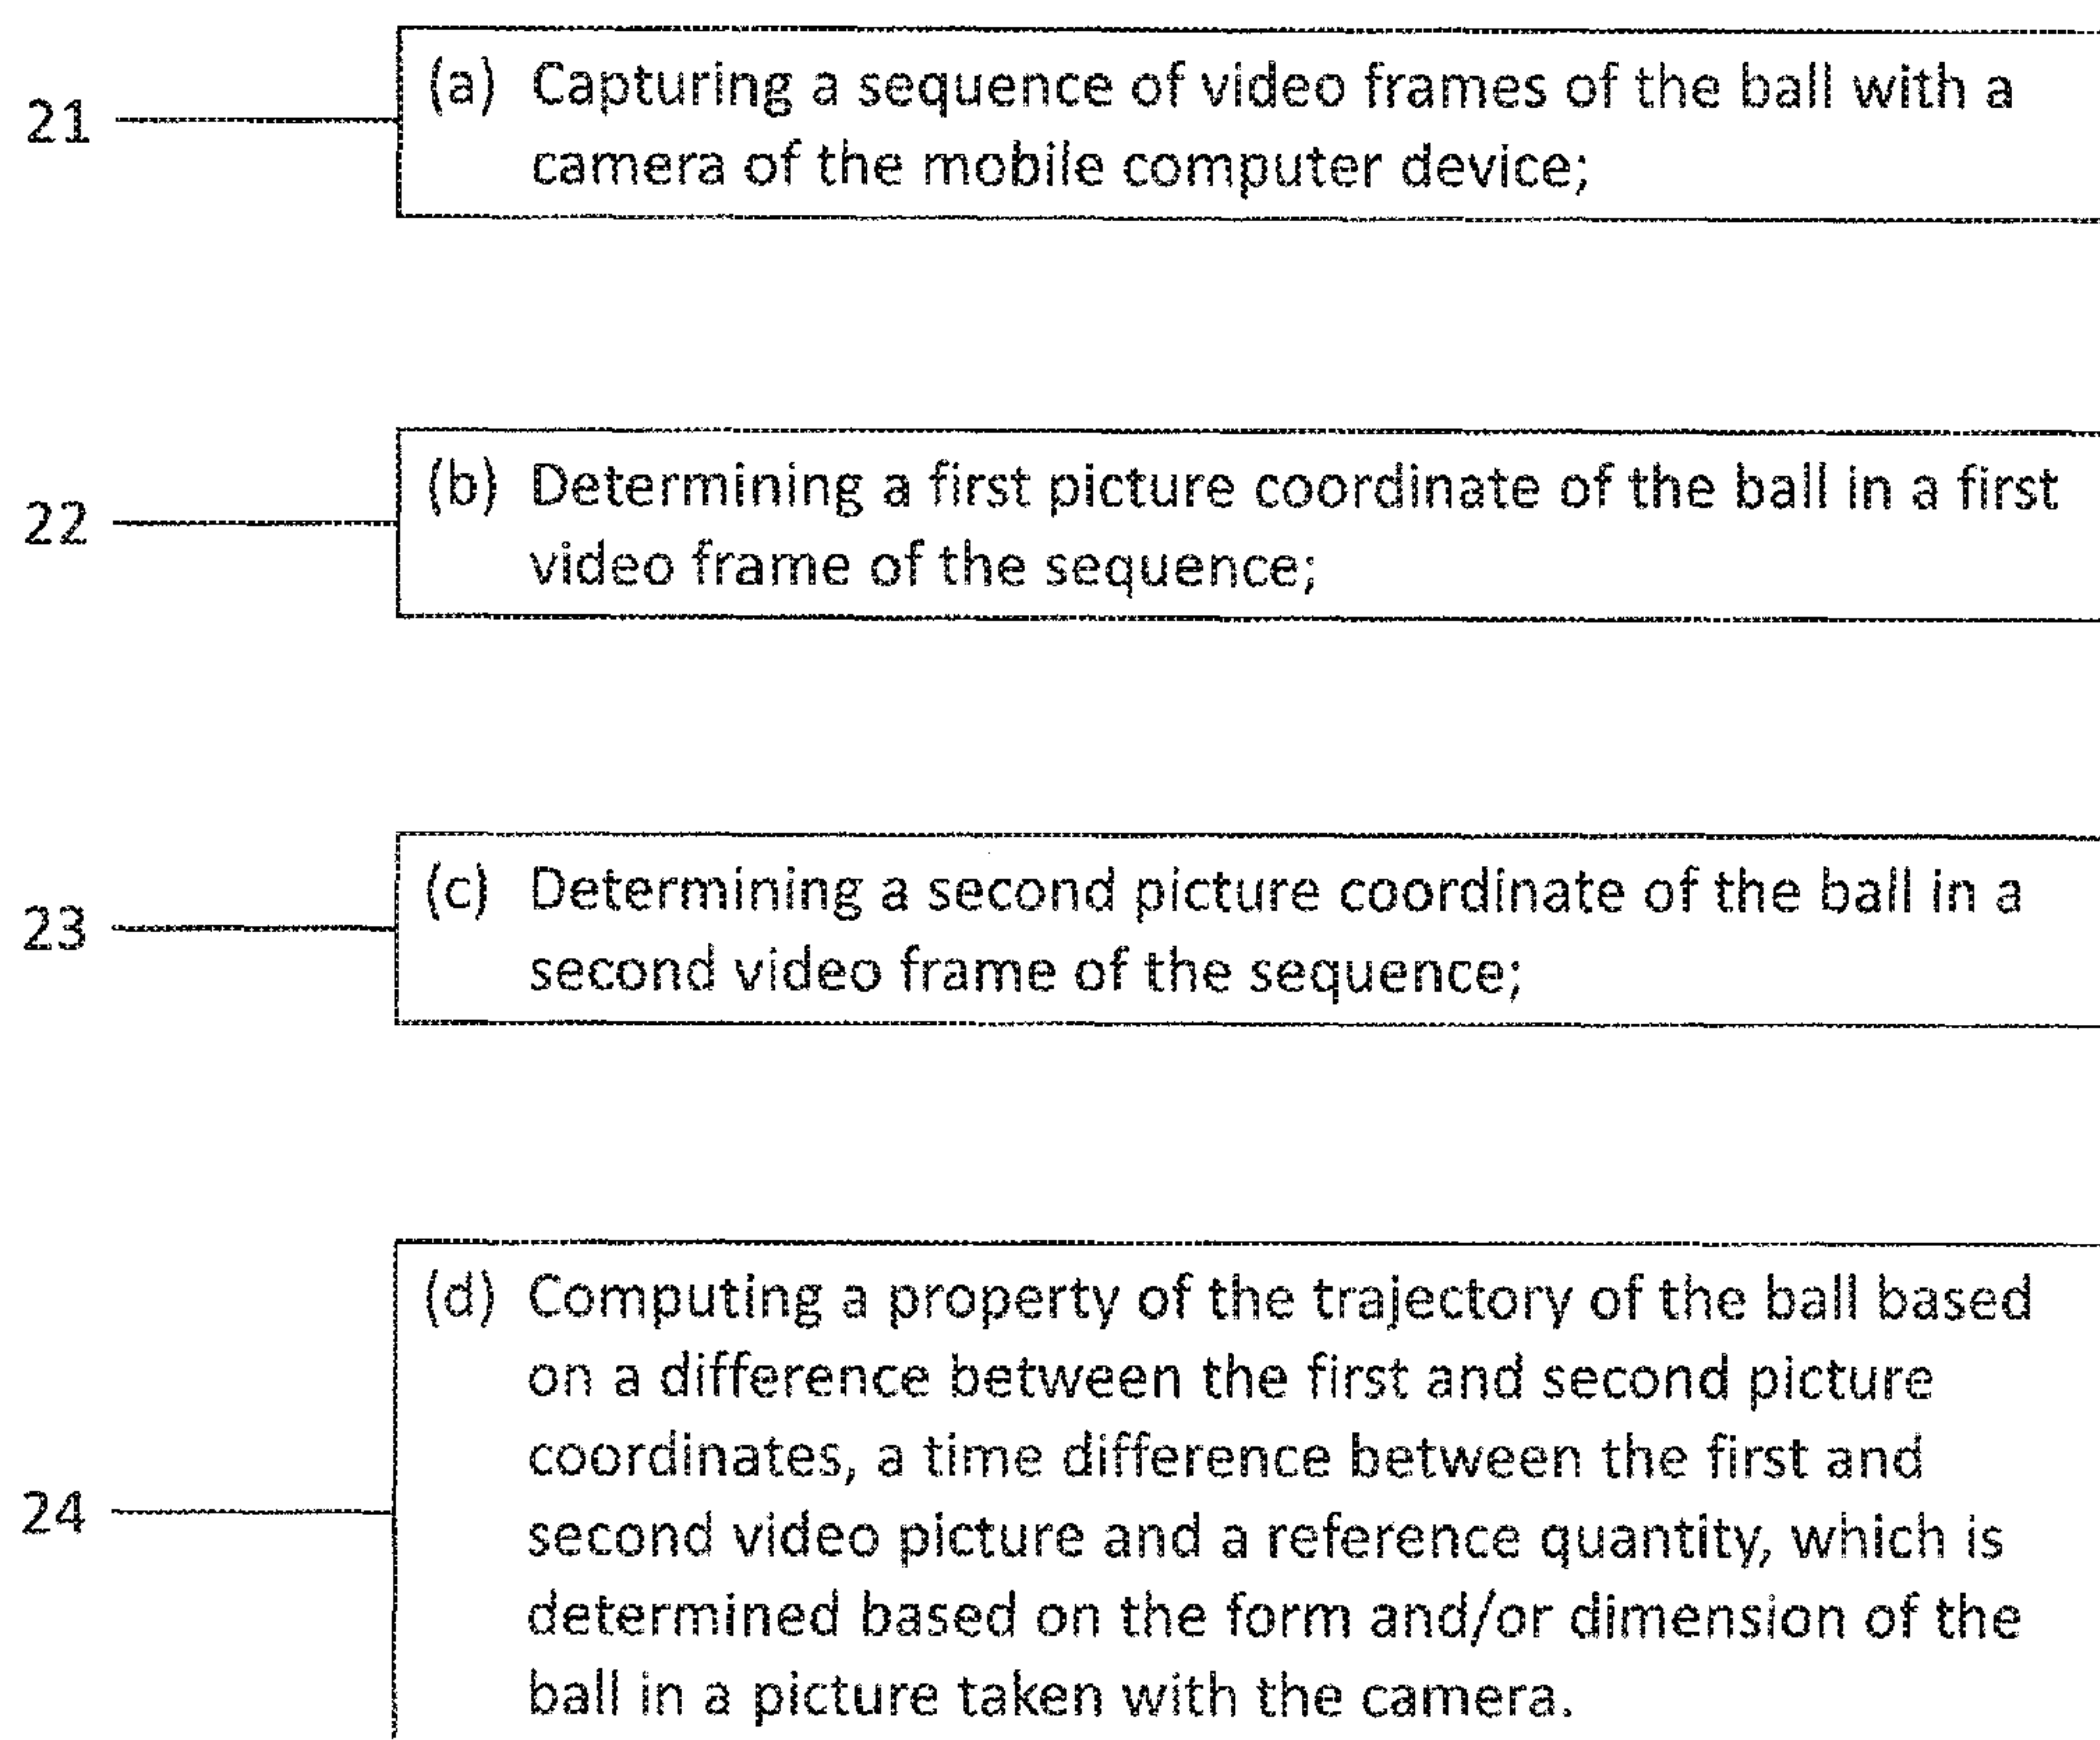 21 (a) Capturing a sequence of video frames of the ball with a
camera of the mobile computer device;
22 (b) Determining a first picture coordinate of the ball in a first
video frame of the sequence;
23 (c) Determining a second picture coordinate of the ball in a
second video frame of the sequence;
(d) Computing a property of the trajectory of the ball based
on a difference between the first and second picture
coordinates, a time difference between the first and
24 second video picture and a reference quantity, which is
determined based on the form and/or dimension of the
ball in a picture taken with the camera.